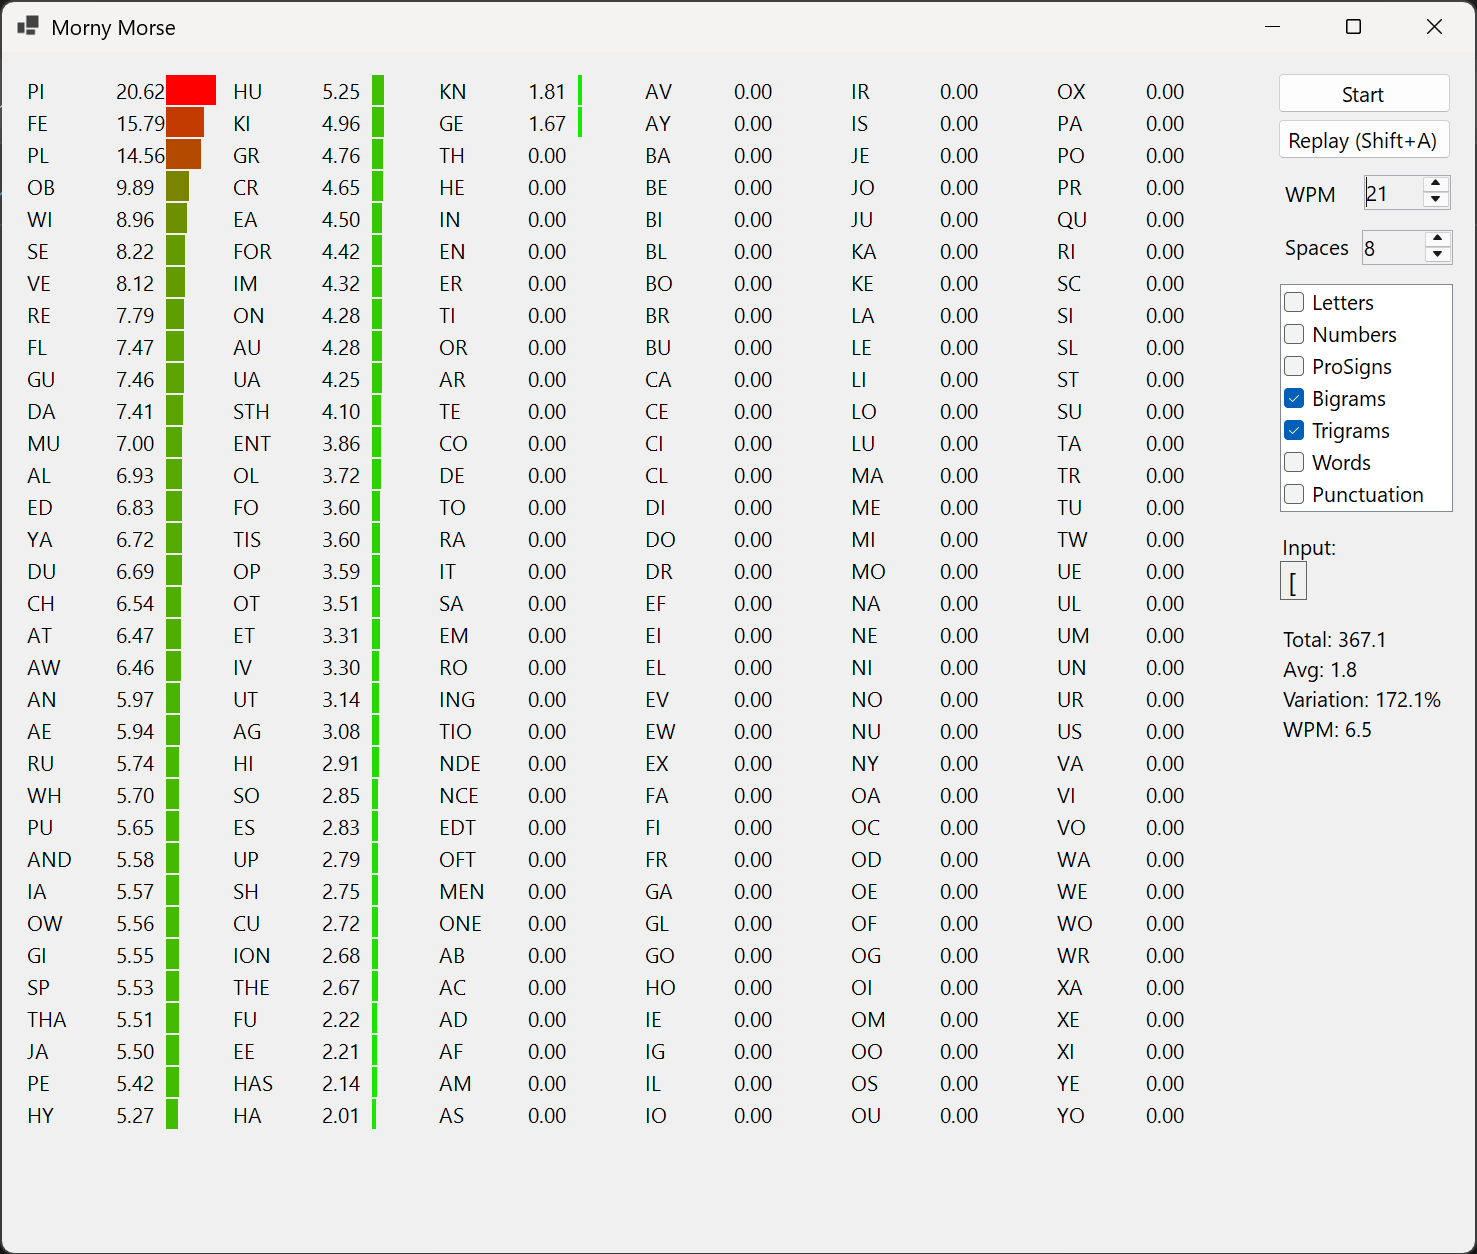 Morny Morse
PI 20.62 HU 5.25 KN 1.81 AV 0.00 IR 0.00 OX 0.00
FE 15.79 KI 4.96 GE 1.67 AY 0.00 IS 0.00 PA 0.00
PL 14.56 GR 4.76 TH 0.00 BA 0.00 JE 0.00 PO 0.00
OB 9.89 CR 4.65 HE 0.00 BE 0.00 JO 0.00 PR 0.00
WI 8.96 EA 4.50 IN 0.00 BI 0.00 JU 0.00 QU 0.00
SE 8.22 FOR 4.42 EN 0.00 BL 0.00 KA 0.00 RI 0.00
VE 8.12 IM 4.32 ER 0.00 BO 0.00 KE 0.00 SC 0.00
RE 7.79 ON 4.28 TI 0.00 BR 0.00 LA 0.00 SI 0.00
FL 7.47 AU 4.28 OR 0.00 BU 0.00 LE 0.00 SL 0.00
GU 7.46 UA 4.25 AR 0.00 CA 0.00 LI 0.00 ST 0.00
DA 7.41 STH 4.10 TE 0.00 CE 0.00 LO 0.00 SU 0.00
MU 7.00 ENT 3.86 CO 0.00 CI 0.00 LU 0.00 TA 0.00
AL 6.93 OL 3.72 DE 0.00 CL 0.00 MA 0.00 TR 0.00
ED 6.83 FO 3.60 TO 0.00 DI 0.00 ME 0.00 TU 0.00
YA 6.72 TIS 3.60 RA 0.00 DO 0.00 MI 0.00 TW 0.00
DU 6.69 OP 3.59 IT 0.00 DR 0.00 MO 0.00 UE 0.00
CH 6.54 OT 3.51 SA 0.00 EF 0.00 NA 0.00 UL 0.00
AT 6.47 ET 3.31 EM 0.00 EI 0.00 NE 0.00 UM 0.00
AW 6.46 IV 3.30 RO 0.00 EL 0.00 NI 0.00 UN 0.00
AN 5.97 UT 3.14 ING 0.00 EV 0.00 NO 0.00 UR 0.00
AE 5.94 AG 3.08 TIO 0.00 EW 0.00 NU 0.00 US 0.00
RU 5.74 HI 2.91 NDE 0.00 EX 0.00 NY 0.00 VA 0.00
WH 5.70 SO 2.85 NCE 0.00 FA 0.00 OA 0.00 VI 0.00
PU 5.65 ES 2.83 EDT 0.00 FI 0.00 OC 0.00 VO 0.00
AND 5.58 UP 2.79 OFT 0.00 FR 0.00 OD 0.00 WA 0.00
IA 5.57 SH 2.75 MEN 0.00 GA 0.00 OE 0.00 WE 0.00
OW 5.56 CU 2.72 ONE 0.00 GL 0.00 OF 0.00 WO 0.00
GI 5.55 ION 2.68 AB 0.00 GO 0.00 OG 0.00 WR 0.00
SP 5.53 THE 2.67 AC 0.00 HO 0.00 OI 0.00 XA 0.00
THA 5.51 FU 2.22 AD 0.00 IE 0.00 OM 0.00 XE 0.00
JA 5.50 EE 2.21 AF 0.00 IG 0.00 OO 0.00 XI 0.00
PE 5.42 HAS 2.14 AM 0.00 IL 0.00 OS 0.00 YE 0.00
HY 5.27 HA 2.01 AS 0.00 IO 0.00 OU 0.00 YO 0.00
Start
Replay (Shift+A)
WPM 21
Spaces 8
Letters
Numbers
ProSigns
Bigrams
Trigrams
Words
Punctuation
Input:
[
Total: 367.1
Avg: 1.8
Variation: 172.1%
WPM: 6.5